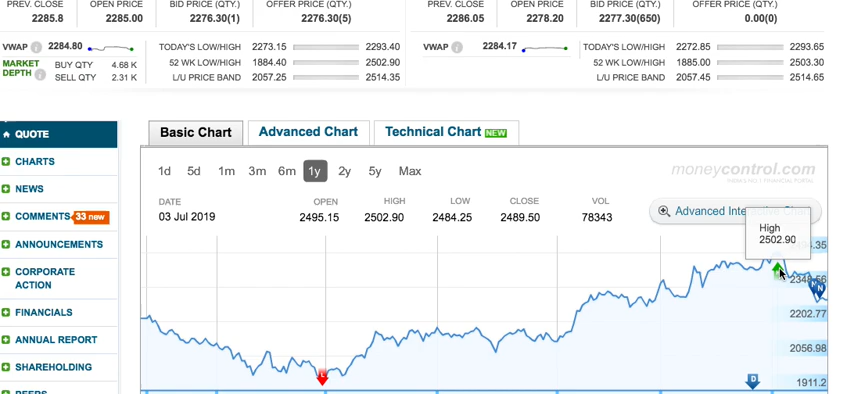 PREV. CLOSE OPEN PRICE BID PRICE (QTY.) OFFER PRICE (QTY.) PREV. CLOSE OPEN PRICE BID PRICE (QTY.) OFFER PRICE (QTY.)
2285.8 2285.00 2276.30(1) 2276.30(5) 2286.05 2278.20 2277.30(650) 0.00(0)
VWAP i 2284.80 TODAY'S LOW/HIGH 2273.15 2293.40 VWAP i 2284.17 TODAY'S LOW/HIGH 2272.85 2293.65
MARKET DEPTH i BUY QTY 4.68 K 52 WK LOW/HIGH 1884.40 2502.90 52 WK LOW/HIGH 1885.00 2503.30
SELL QTY 2.31 K L/U PRICE BAND 2057.25 2514.35 L/U PRICE BAND 2057.45 2514.65
QUOTE
CHARTS
NEWS
COMMENTS 33 new
ANNOUNCEMENTS
CORPORATE
ACTION
FINANCIALS
ANNUAL REPORT
SHAREHOLDING
PEERS
Basic Chart Advanced Chart Technical Chart NEW
1d 5d 1m 3m 6m 1y 2y 5y Max
moneycontrol.com
INDIA'S NO.1 FINANCIAL PORTAL
DATE OPEN HIGH LOW CLOSE VOL
03 Jul 2019 2495.15 2502.90 2484.25 2489.50 78343
Advanced Inte
High
2502.90
2202.77
2056.98
1911.2
L
D
N